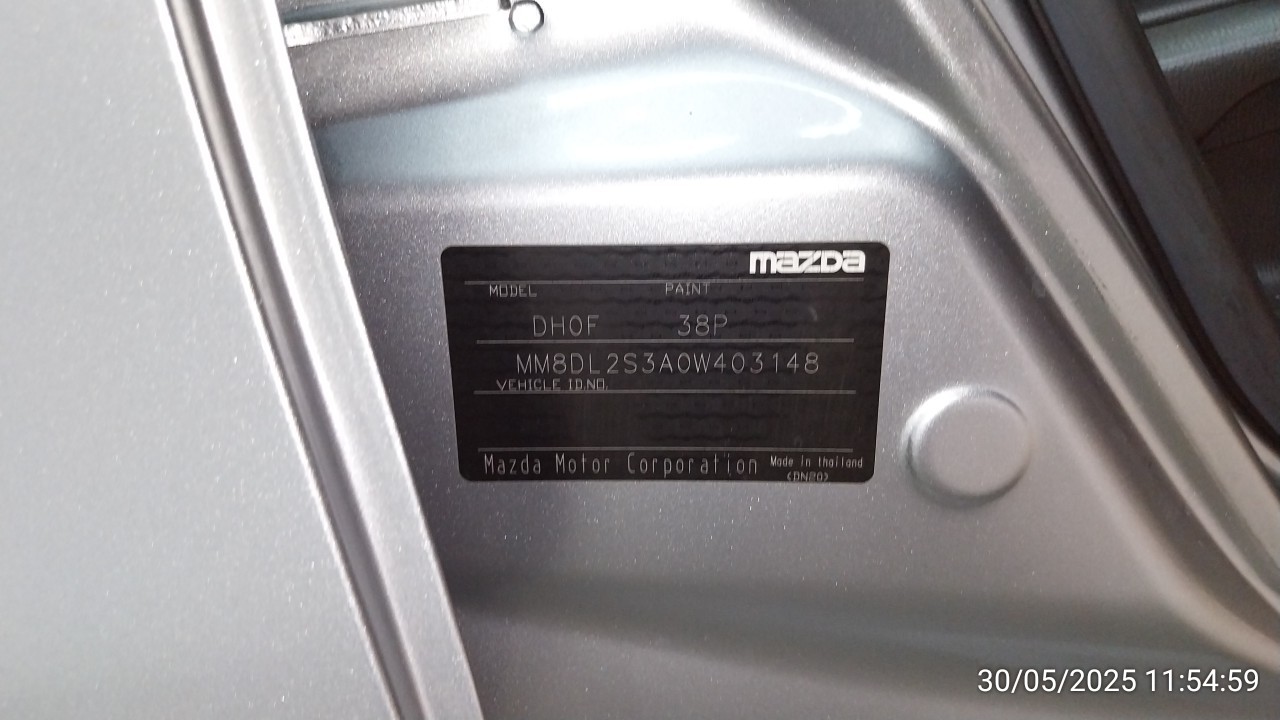 mazda
MODEL PAINT
DH0F 38P
MM8DL2S3A0W403148
VEHICLE ID.NO.
Mazda Motor Corporation Made in thailand
(DN20)
30/05/2025 11:54:59